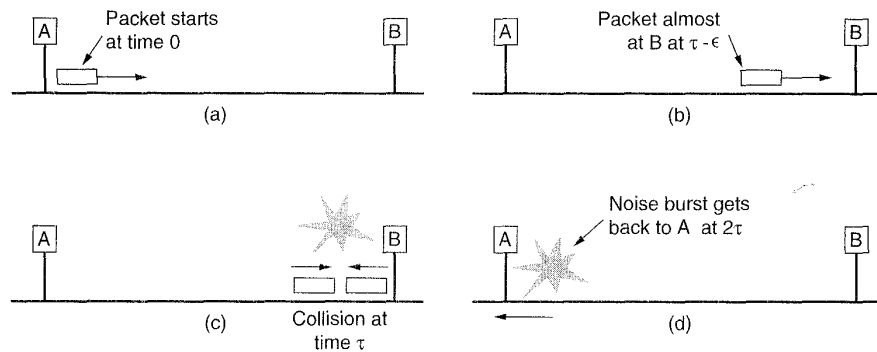 A
Packet starts
at time 0
B
(a)
A
Packet almost
at B at τ - ϵ
B
(b)
A
B
(c)
Collision at
time τ
A
Noise burst gets
back to A at 2τ
B
(d)